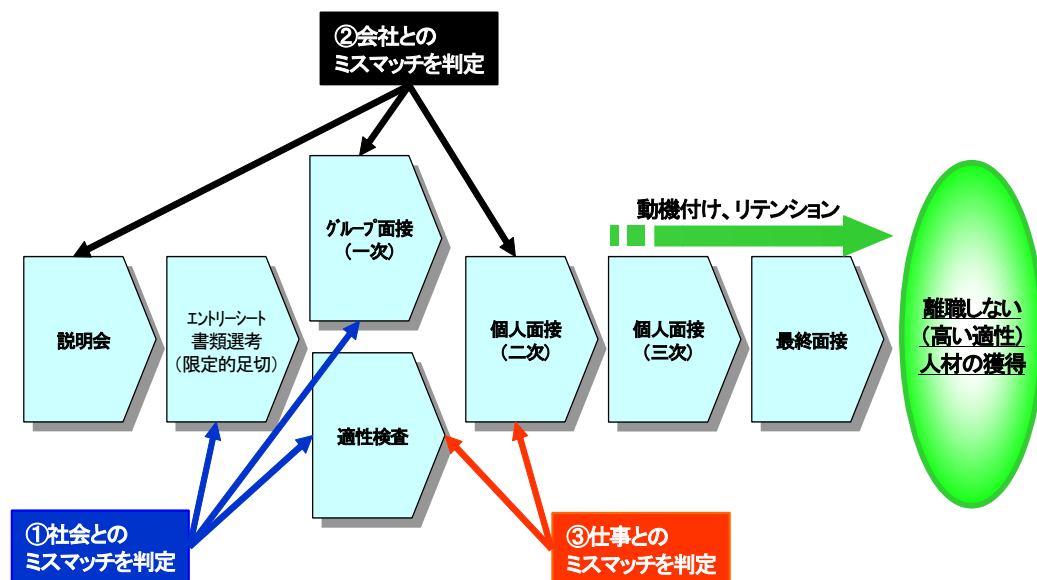 ②会社との
ミスマッチを判定
グループ面接
(一次)
動機付け、リテンション
説明会
エントリーシート
書類選考
(限定的足切)
個人面接
(二次)
個人面接
(三次)
最終面接
離職しない
(高い適性)
人材の獲得
適性検査
①社会との
ミスマッチを判定
③仕事との
ミスマッチを判定